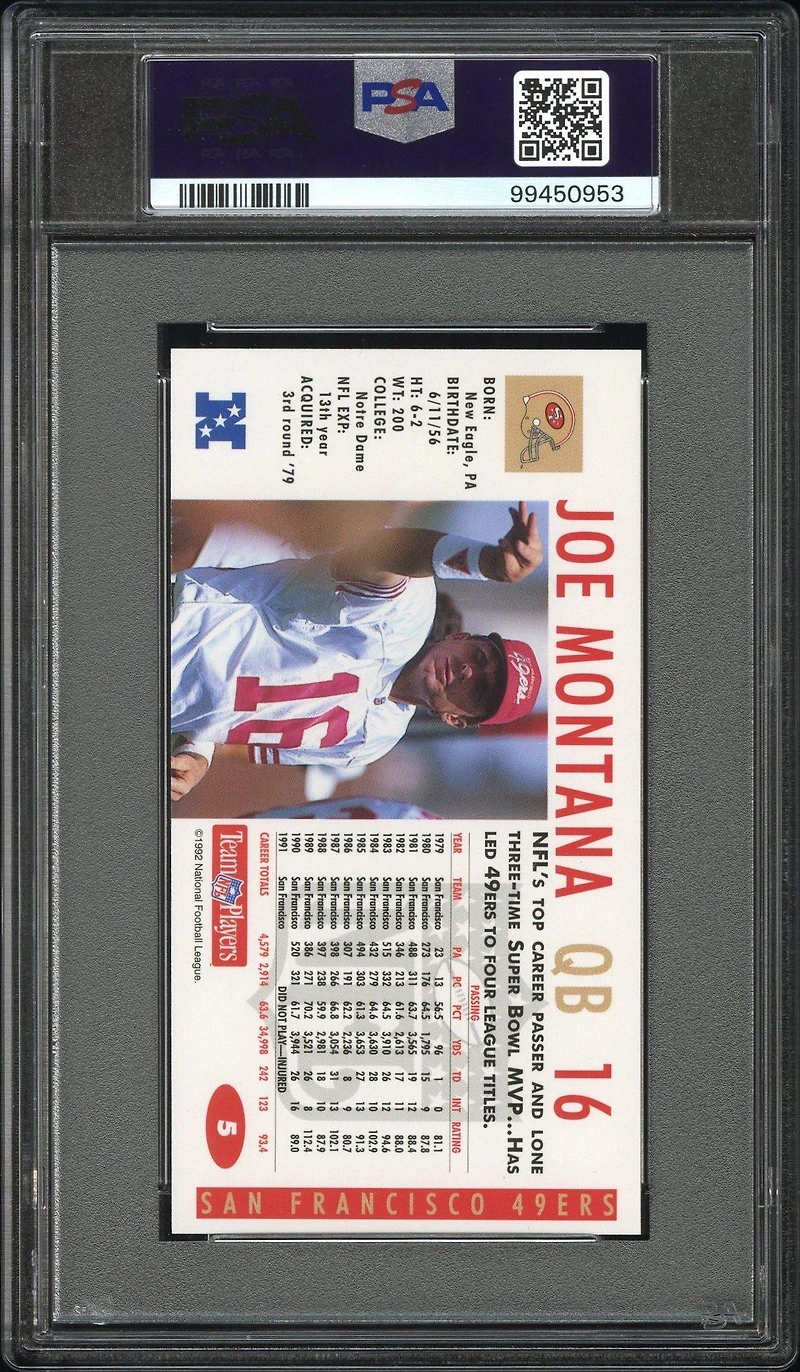 PSA
99450953
JOE MONTANA QB 16
BORN:
New Eagle, PA
BIRTHDATE:
6/11/56
HT: 6-2
WT: 200
COLLEGE:
Notre Dame
NFL EXP:
13th year
ACQUIRED:
3rd round '79
N
49ers
16
NFL'S TOP CAREER PASSER AND LONE
THREE-TIME SUPER BOWL MVP...HAS
LED 49ERS TO FOUR LEAGUE TITLES.
PASSING
YEAR TEAM PA PC PCT YDS TD INT RATING
1979 San Francisco 23 13 56.5 96 1 0 81.1
1980 San Francisco 273 176 64.5 1,795 15 9 87.8
1981 San Francisco 488 311 63.7 3,565 19 12 88.4
1982 San Francisco 346 213 61.6 2,613 17 11 88.0
1983 San Francisco 515 332 64.5 3,910 26 12 94.6
1984 San Francisco 432 279 64.6 3,630 28 10 102.9
1985 San Francisco 494 303 61.3 3,653 27 13 91.3
1986 San Francisco 307 191 62.2 2,236 8 9 80.7
1987 San Francisco 398 266 66.8 3,054 31 13 102.1
1988 San Francisco 397 238 59.9 2,981 18 10 87.9
1989 San Francisco 386 271 70.2 3,521 26 8 112.4
1990 San Francisco 520 321 61.7 3,944 26 16 89.0
1991 San Francisco DID NOT PLAY—INJURED
CAREER TOTALS 4,579 2,914 63.6 34,998 242 123 93.4
Team NFL Players
©1992 National Football League.
5
SAN FRANCISCO 49ERS